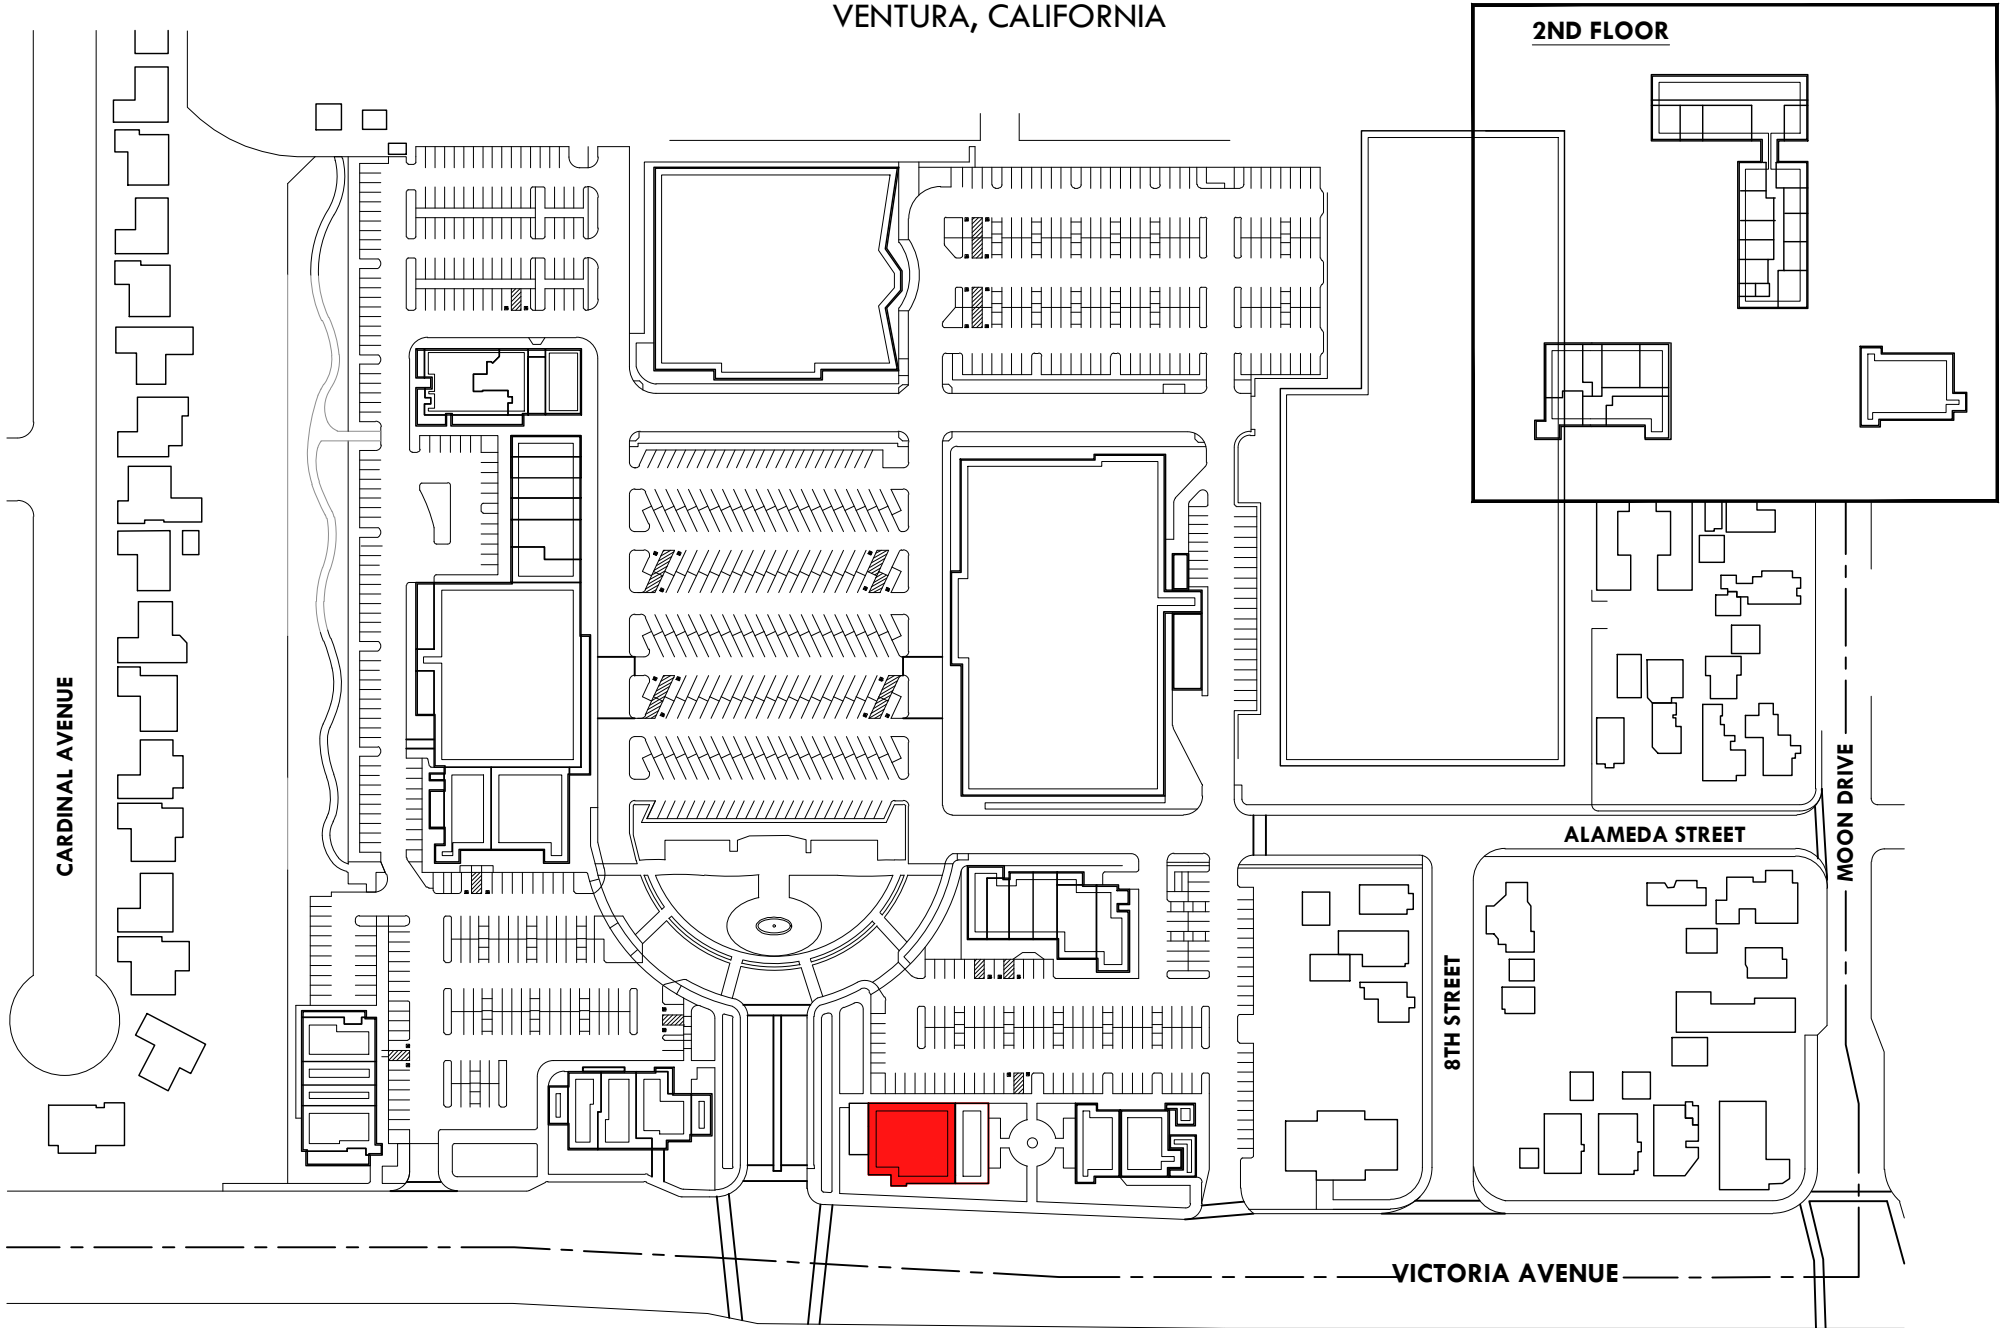 VENTURA, CALIFORNIA
2ND FLOOR
CARDINAL AVENUE
MOON DRIVE
ALAMEDA STREET
8TH STREET
VICTORIA AVENUE